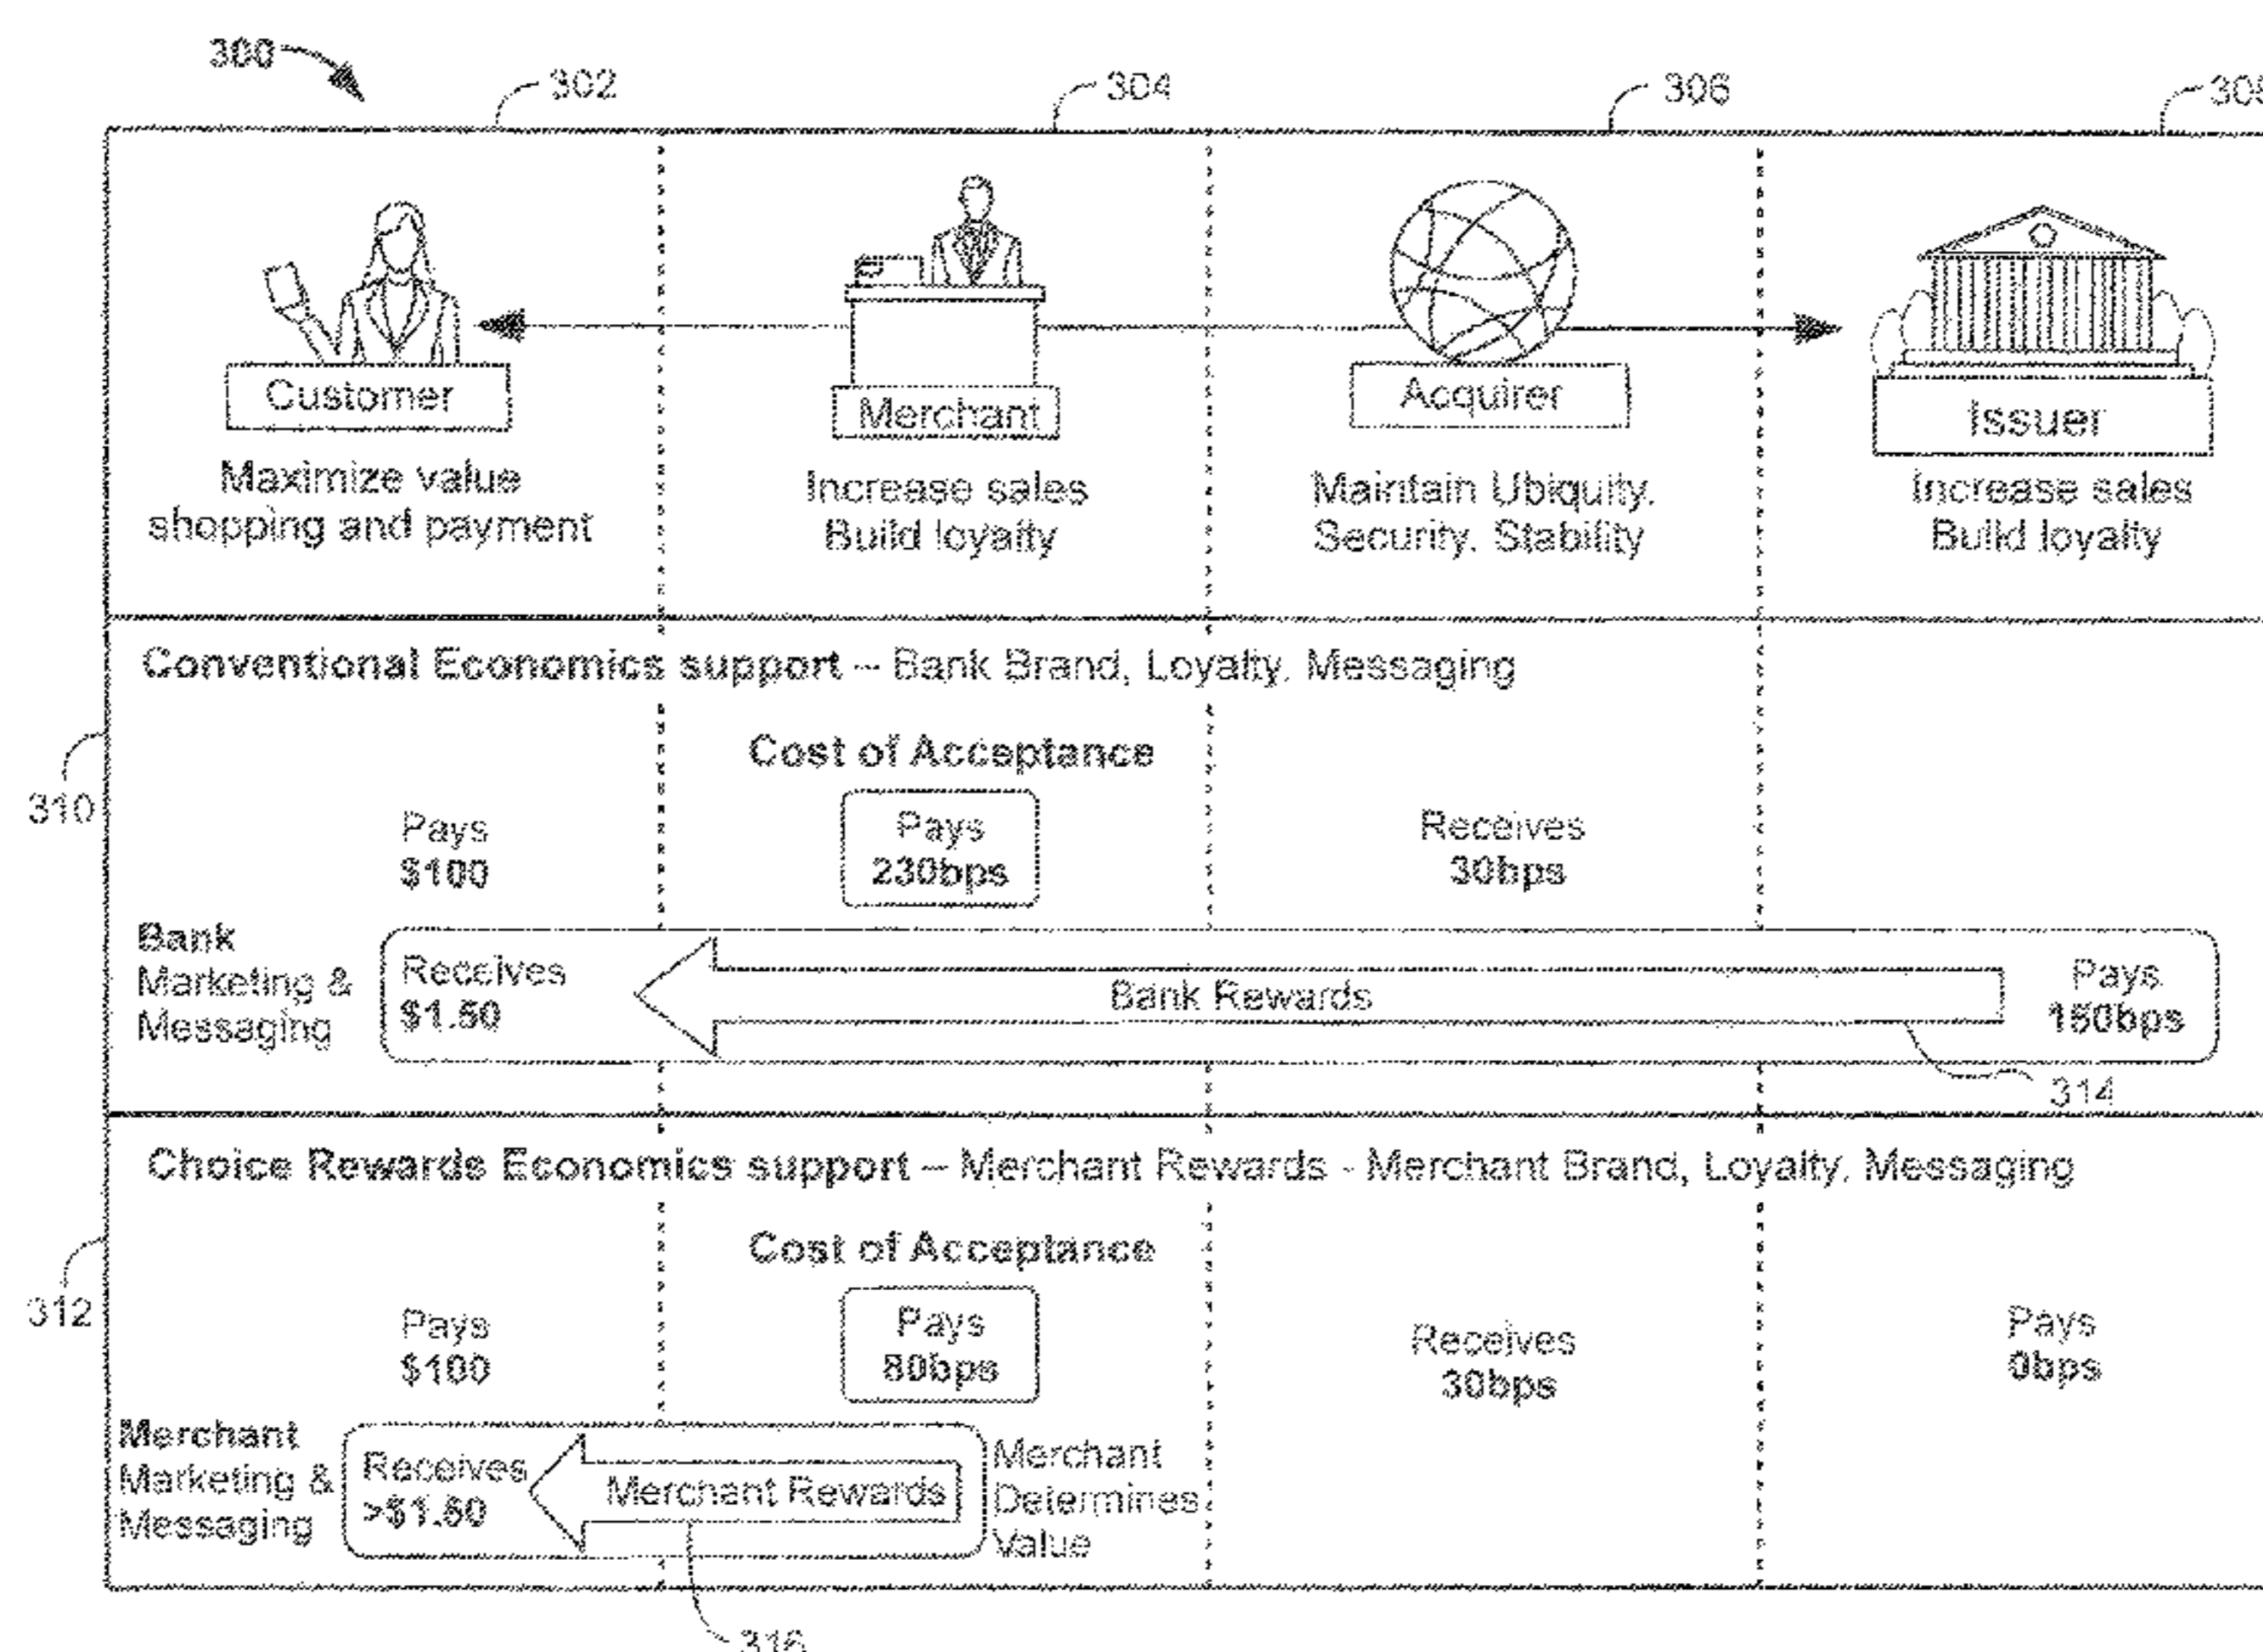 300
302
304
306
Customer
Merchant
Acquirer
Issuer
Maximize value
shopping and payment
Increase sales
Build loyalty
Maintain Ubiquity,
Security, Stability
Increase sales
Build loyalty
Conventional Economics support – Bank Brand, Loyalty, Messaging
310
Cost of Acceptance
Pays
$100
Pays
230bps
Receives
30bps
Bank
Marketing &
Messaging
Receives
$1.50
Bank Rewards
Pays
150bps
314
Choice Rewards Economics support – Merchant Rewards - Merchant Brand, Loyalty, Messaging
312
Cost of Acceptance
Pays
$100
Pays
80bps
Receives
30bps
Pays
0bps
Merchant
Marketing &
Messaging
Receives
>$1.50
Merchant Rewards
Merchant
Determines
Value
316